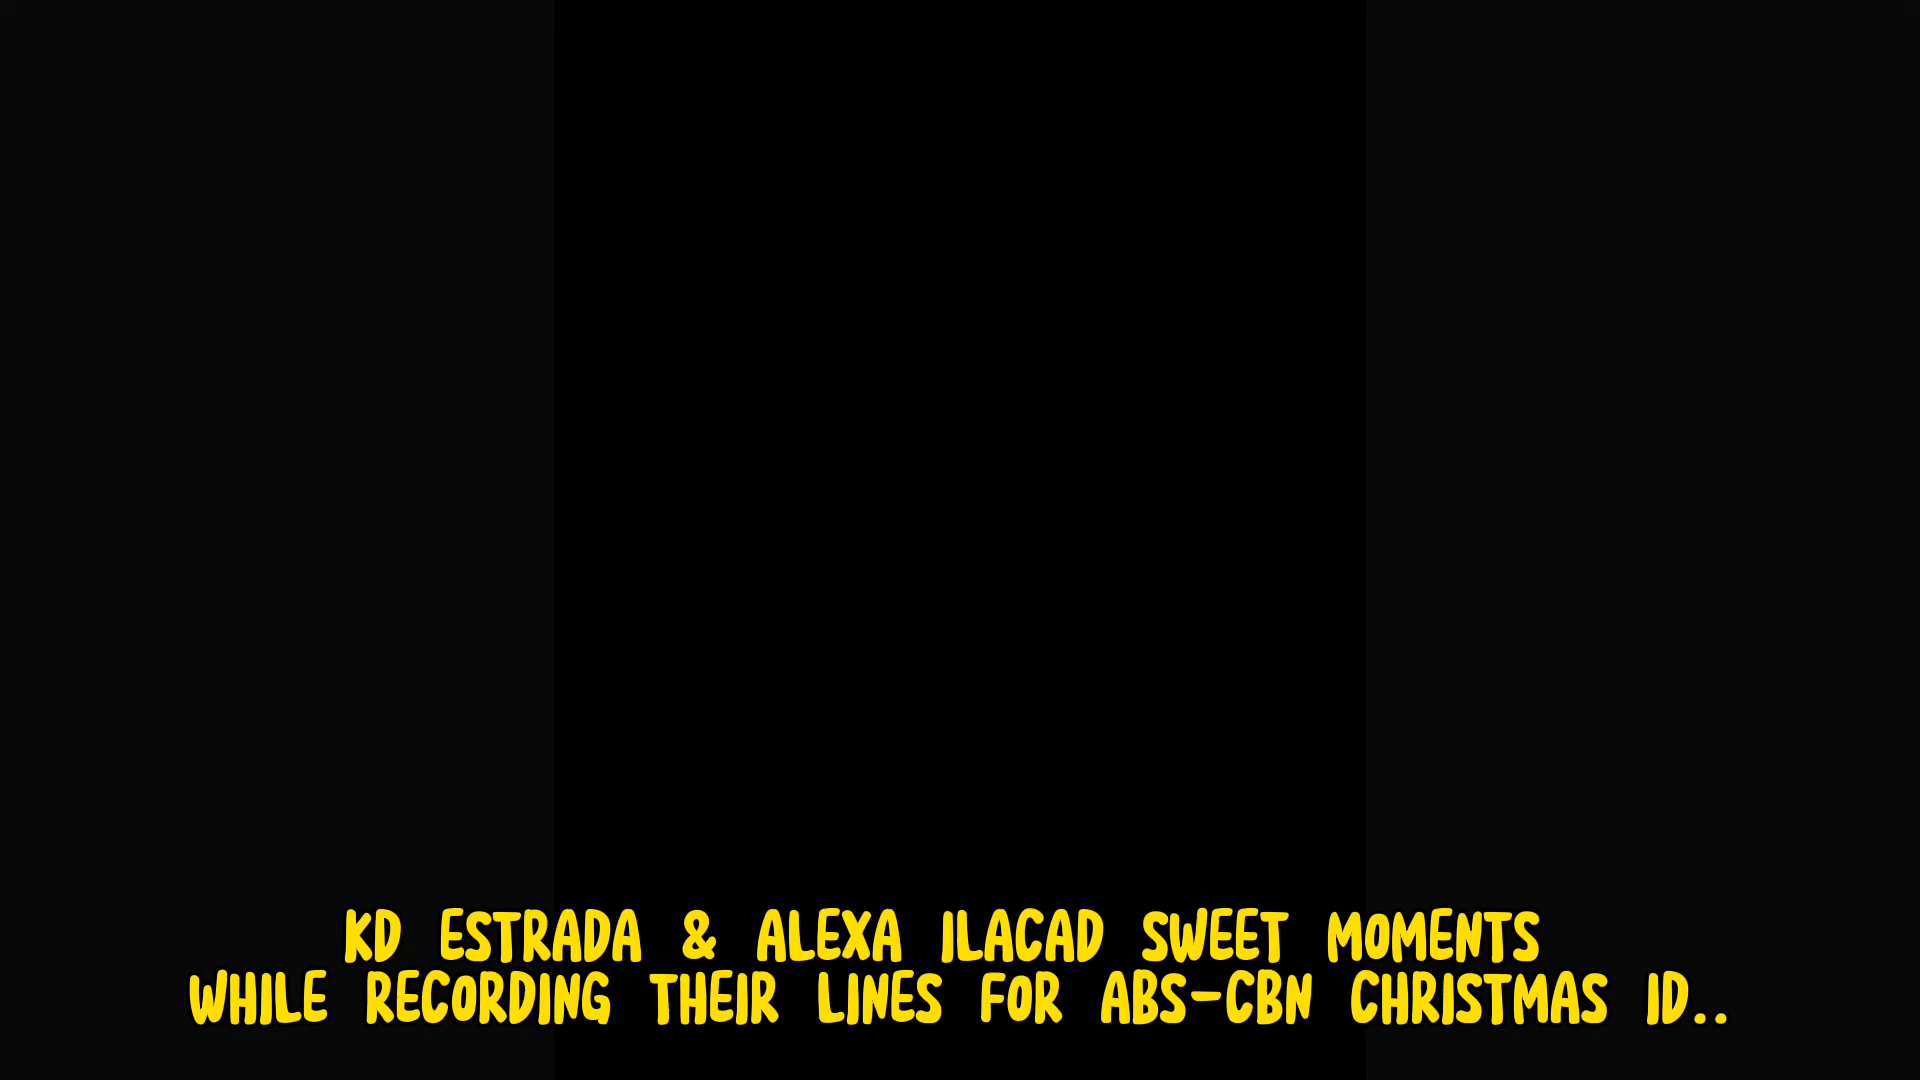 KD ESTRADA & ALEXA ILACAD SWEET MOMENTS
WHILE RECORDING THEIR LINES FOR ABS-CBN CHRISTMAS ID..